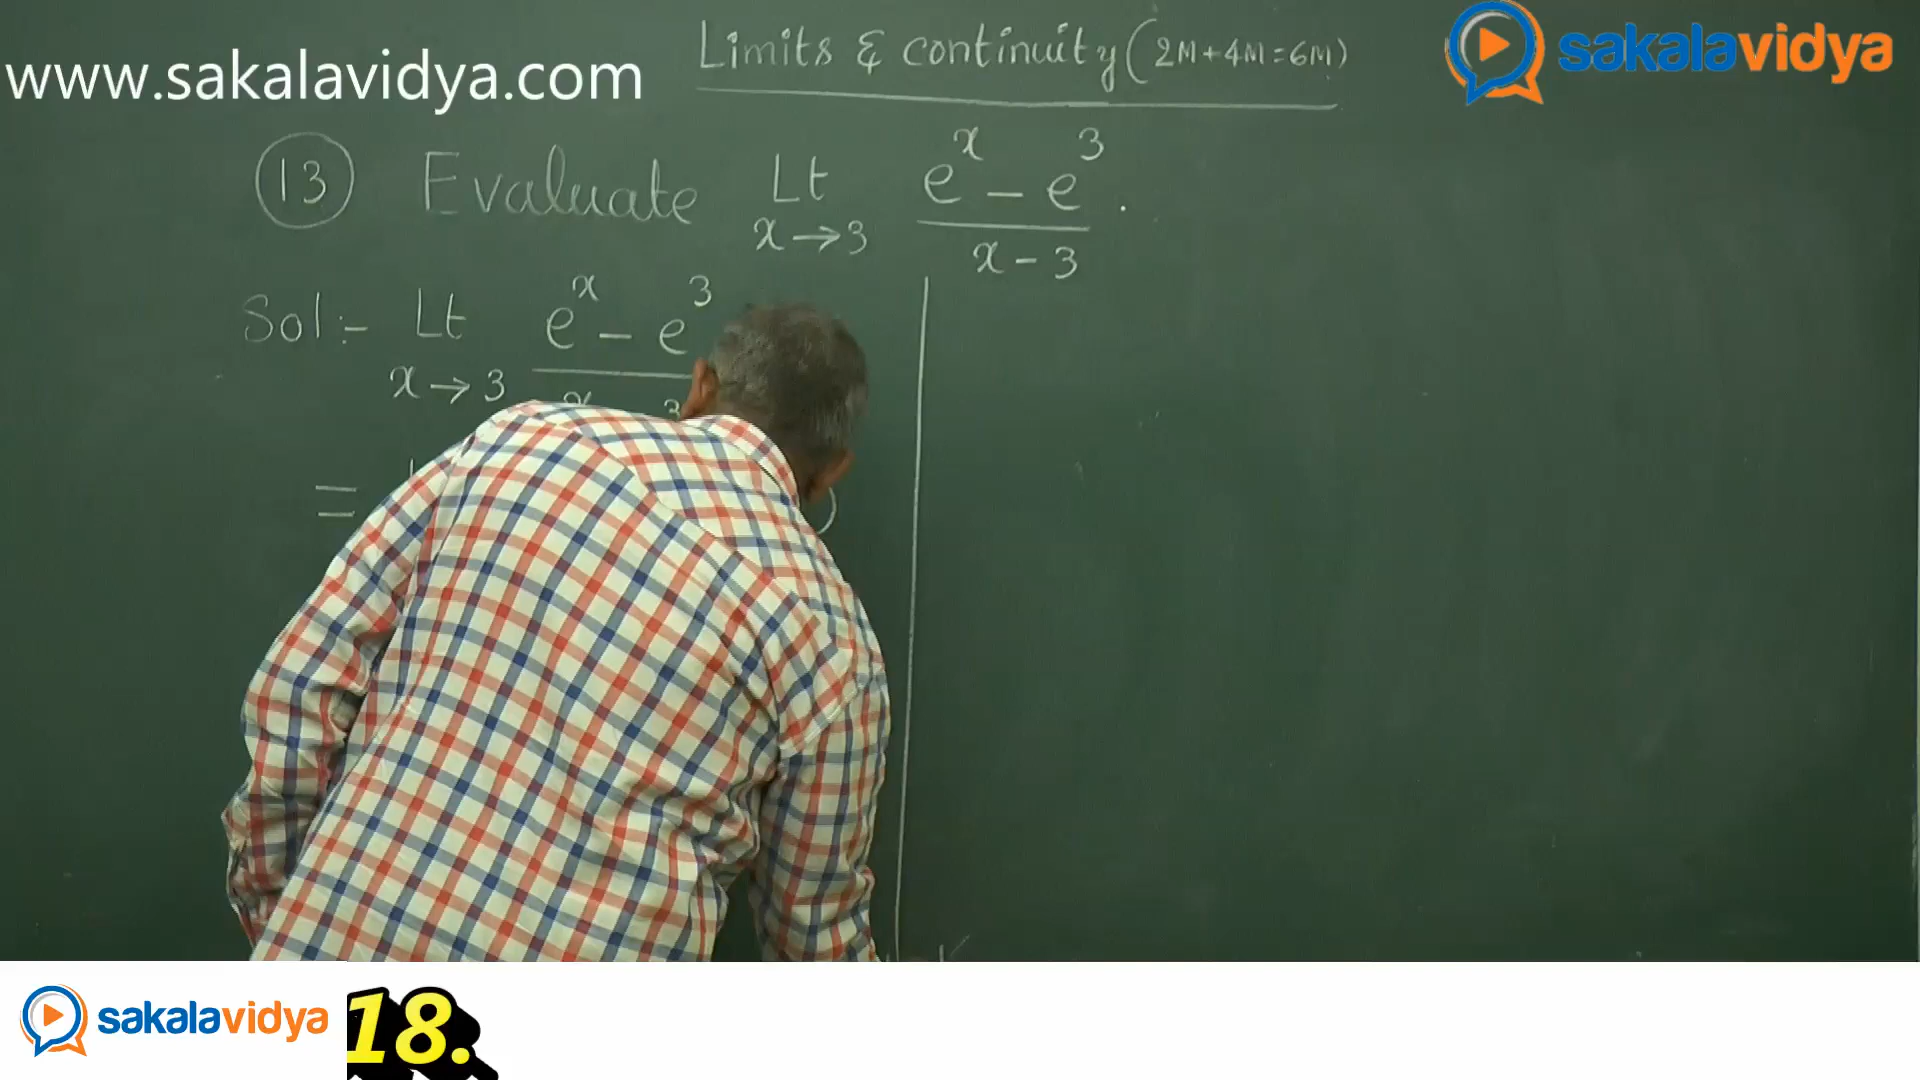 Limits & continuity (2M+4M=6M)
www.sakalavidya.com
sakalavidya
13 Evaluate Lt x→3 e^x - e^3 / x-3 .
Sol:- Lt x→3 e^x - e^3
=
sakalavidya 18.